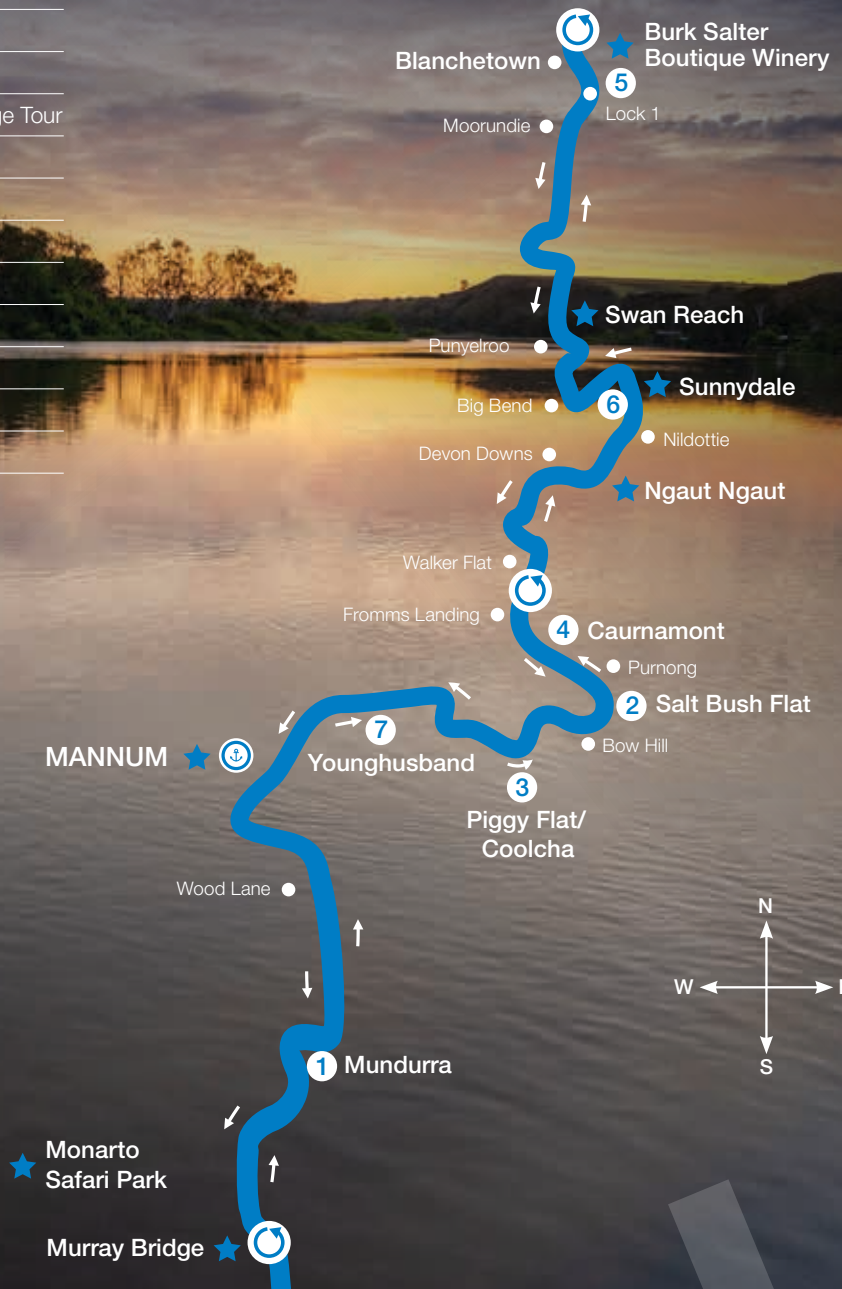 Burk Salter
Boutique Winery
Blanchetown
5
Lock 1
ge Tour
Moorundie
Swan Reach
Punyelroo
Sunnydale
6
Big Bend
Nildottie
Devon Downs
Ngaut Ngaut
Walker Flat
Fromms Landing
4 Caurnamont
Purnong
2 Salt Bush Flat
Bow Hill
7
Younghusband
MANNUM
3
Piggy Flat/
Coolcha
Wood Lane
N
W
S
1 Mundurra
Monarto
Safari Park
Murray Bridge